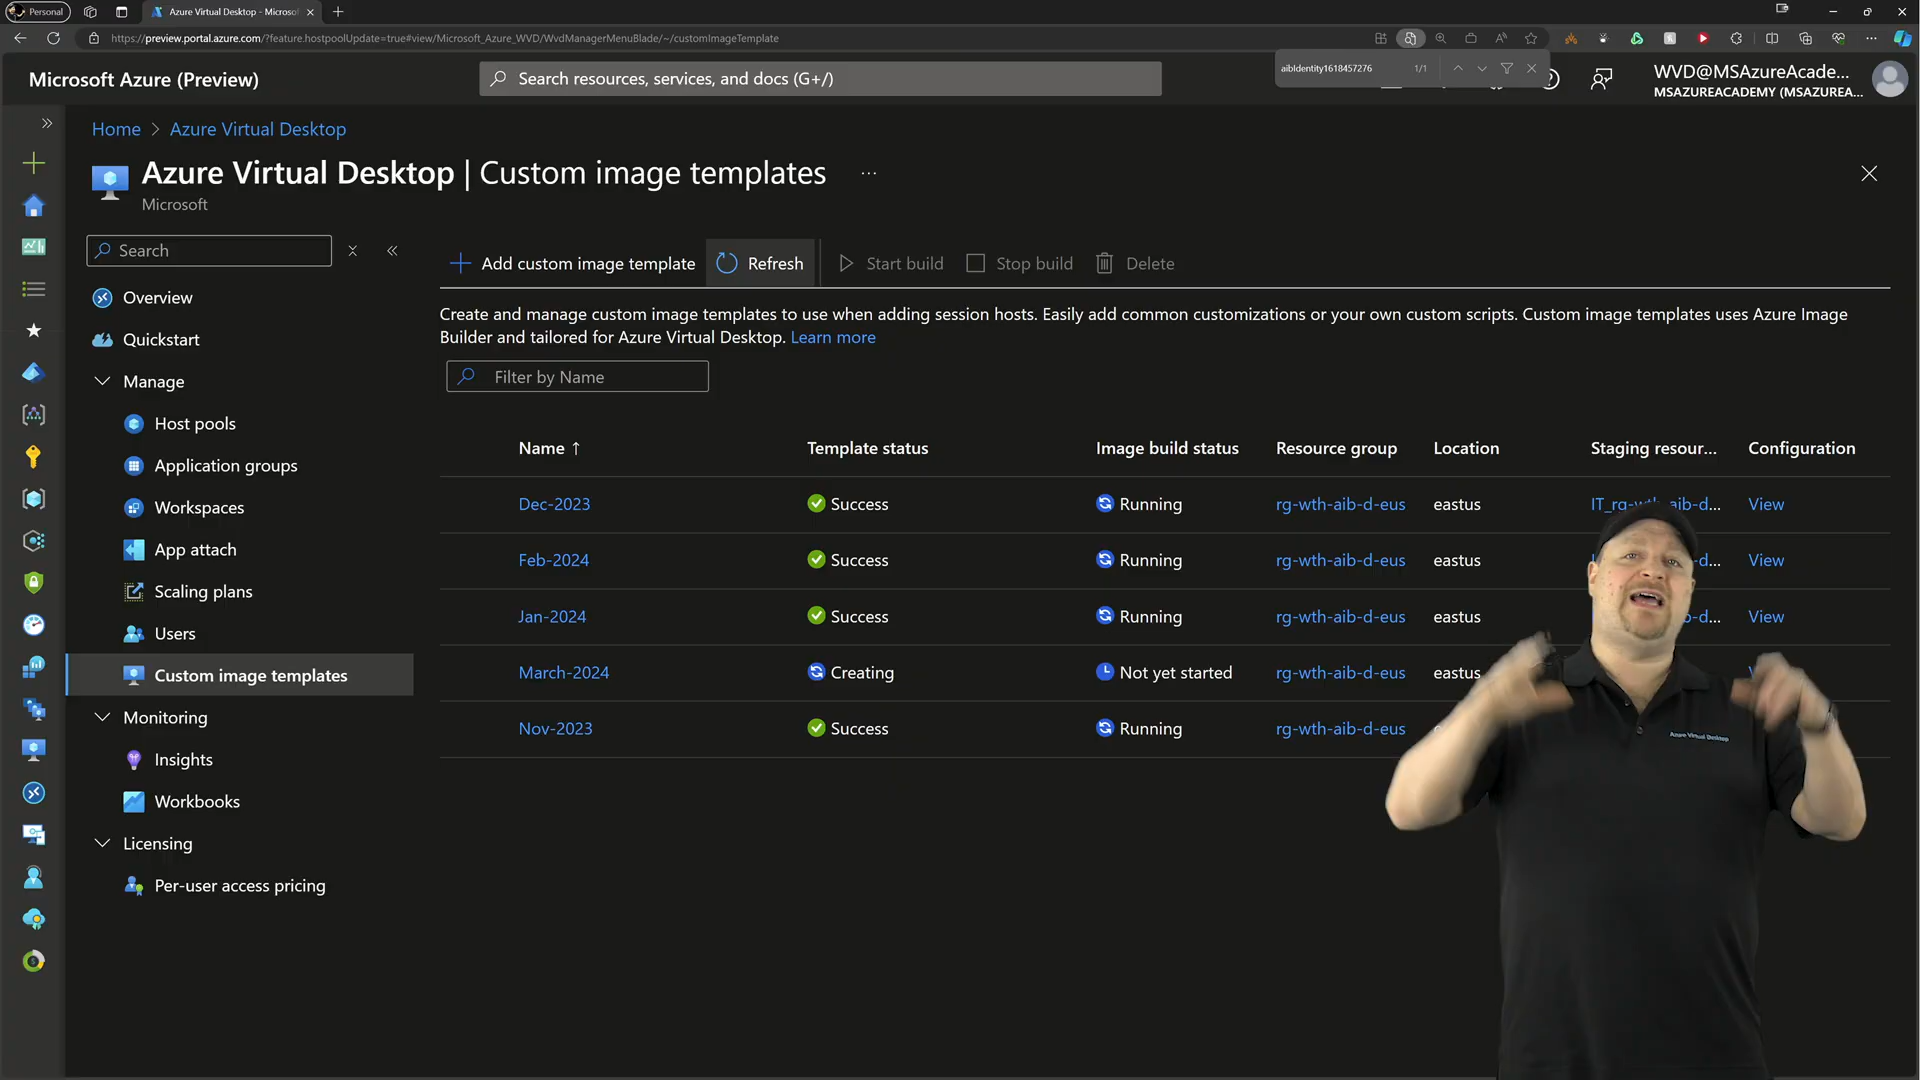 Personal
Azure Virtual Desktop - Microsof
https://preview.portal.azure.com/?feature.hostpoolUpdate=true#view/Microsoft_Azure_WVD/WvdManagerMenuBlade/~/customImageTemplate
aibIdentity1618457276 1/1
Microsoft Azure (Preview)
Search resources, services, and docs (G+/)
WVD@MSAzureAcade...
MSAZUREACADEMY (MSAZUREA...
Home > Azure Virtual Desktop
Azure Virtual Desktop | Custom image templates ...
Microsoft
Search
Overview
Quickstart
Manage
Host pools
Application groups
Workspaces
App attach
Scaling plans
Users
Custom image templates
Monitoring
Insights
Workbooks
Licensing
Per-user access pricing
Add custom image template Refresh Start build Stop build Delete
Create and manage custom image templates to use when adding session hosts. Easily add common customizations or your own custom scripts. Custom image templates uses Azure Image
Builder and tailored for Azure Virtual Desktop. Learn more
Filter by Name
Name ↑ Template status Image build status Resource group Location Staging resour... Configuration
Dec-2023 Success Running rg-wth-aib-d-eus eastus IT_rg-wth-aib-d... View
Feb-2024 Success Running rg-wth-aib-d-eus eastus View
Jan-2024 Success Running rg-wth-aib-d-eus eastus View
March-2024 Creating Not yet started rg-wth-aib-d-eus eastus
Nov-2023 Success Running rg-wth-aib-d-eus
Azure Virtual Desktop